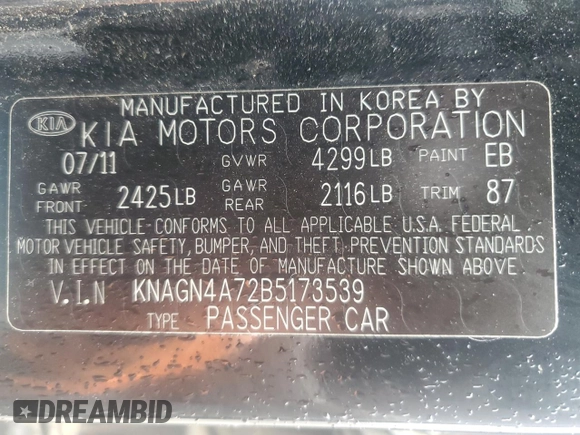 MANUFACTURED IN KOREA BY
KIA KIA MOTORS CORPORATION
07/11 GVWR 4299LB PAINT EB
GAWR FRONT 2425LB GAWR REAR 2116LB TRIM 87
THIS VEHICLE CONFORMS TO ALL APPLICABLE U.S.A. FEDERAL
MOTOR VEHICLE SAFETY, BUMPER, AND THEFT PREVENTION STANDARDS
IN EFFECT ON THE DATE OF MANUFACTURE SHOWN ABOVE.
V.I.N KNAGN4A72B5173539
TYPE PASSENGER CAR
DREAMBID